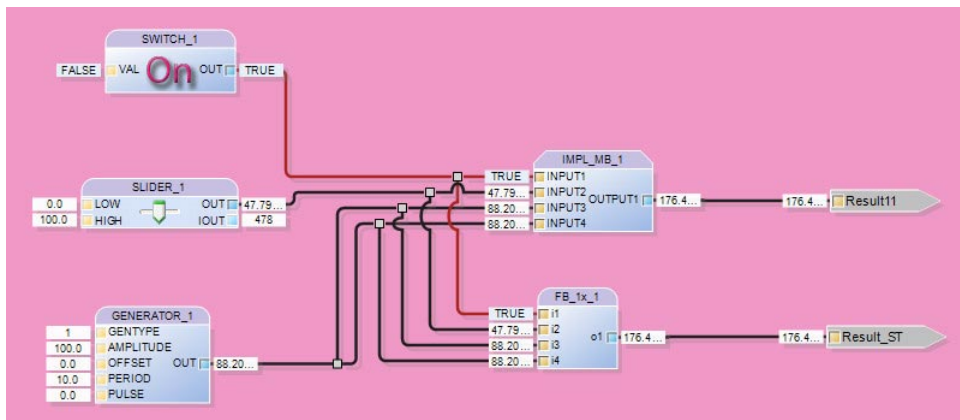 SWITCH_1
FALSE VAL On OUT TRUE
SLIDER_1
0.0 LOW OUT 47.79...
100.0 HIGH IOUT 478
GENERATOR_1
1 GENTYPE
100.0 AMPLITUDE
0.0 OFFSET OUT 88.20...
10.0 PERIOD
0.0 PULSE
IMPL_MB_1
TRUE INPUT1
47.79... INPUT2 OUTPUT1 176.4... 176.4... Result11
88.20... INPUT3
88.20... INPUT4
FB_1x_1
TRUE i1
47.79... i2 o1 176.4... 176.4... Result_ST
88.20... i3
88.20... i4